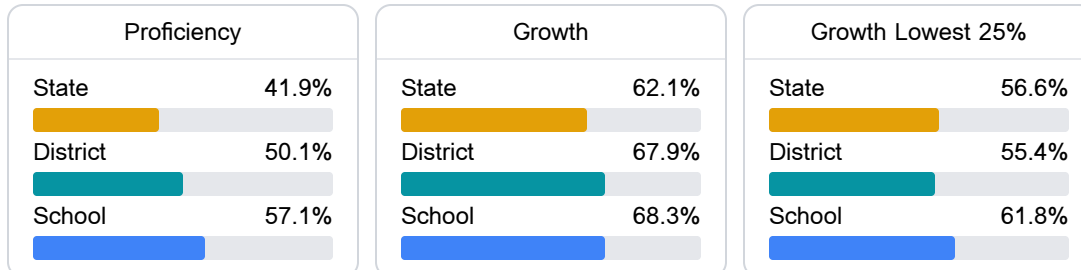 Proficiency
State 41.9%
District 50.1%
School 57.1%
Growth
State 62.1%
District 67.9%
School 68.3%
Growth Lowest 25%
State 56.6%
District 55.4%
School 61.8%